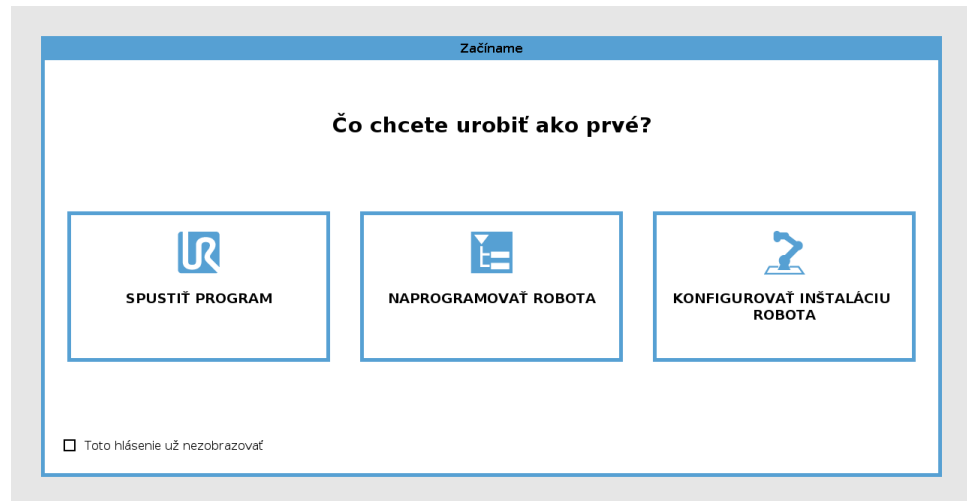 Začíname
Čo chcete urobiť ako prvé?
SPUSTIŤ PROGRAM
NAPROGRAMOVAŤ ROBOTA
KONFIGUROVAŤ INŠTALÁCIU
ROBOTA
Toto hlásenie už nezobrazovať